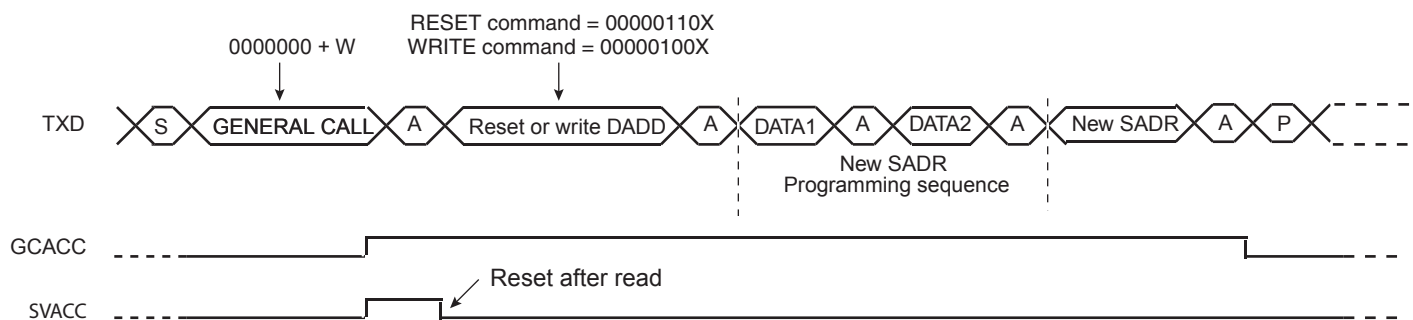 RESET command = 00000110X
0000000 + W
WRITE command = 00000100X
TXD
S
GENERAL CALL
A
Reset or write DADD
A
DATA1
A
DATA2
A
New SADR
A
P
New SADR
Programming sequence
GCACC
Reset after read
SVACC